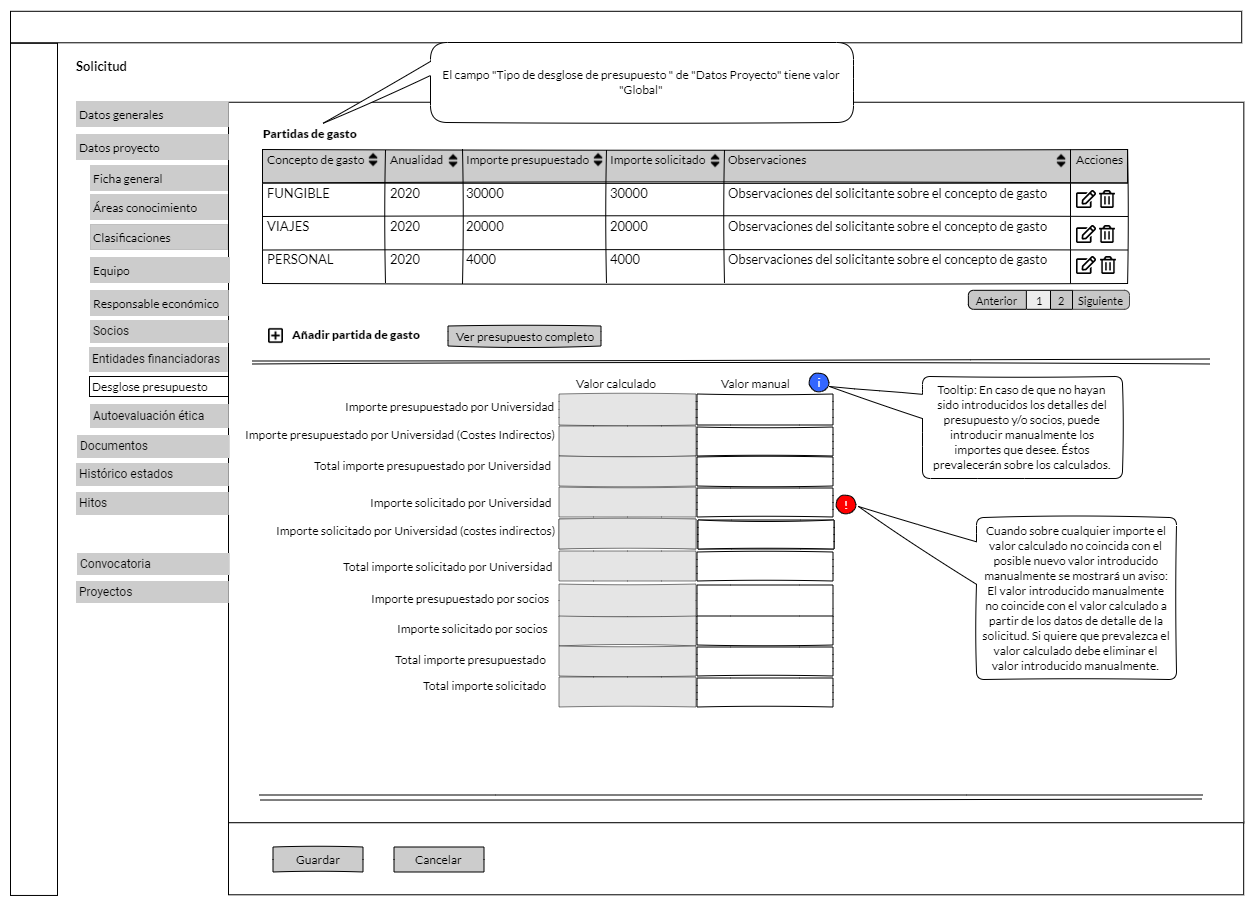 Solicitud
El campo "Tipo de desglose de presupuesto " de "Datos Proyecto" tiene valor
"Global"
Datos generales
Datos proyecto
Ficha general
Áreas conocimiento
Clasificaciones
Equipo
Responsable económico
Socios
Entidades financiadoras
Desglose presupuesto
Autoevaluación ética
Documentos
Histórico estados
Hitos
Convocatoria
Proyectos
Partidas de gasto
Concepto de gasto Anualidad Importe presupuestado Importe solicitado Observaciones Acciones
FUNGIBLE 2020 30000 30000 Observaciones del solicitante sobre el concepto de gasto
VIAJES 2020 20000 20000 Observaciones del solicitante sobre el concepto de gasto
PERSONAL 2020 4000 4000 Observaciones del solicitante sobre el concepto de gasto
Anterior 1 2 Siguiente
Añadir partida de gasto Ver presupuesto completo
Valor calculado Valor manual i
Importe presupuestado por Universidad
Importe presupuestado por Universidad (Costes Indirectos)
Total importe presupuestado por Universidad
Importe solicitado por Universidad !
Importe solicitado por Universidad (costes indirectos)
Total importe solicitado por Universidad
Importe presupuestado por socios
Importe solicitado por socios
Total importe presupuestado
Total importe solicitado
Tooltip: En caso de que no hayan
sido introducidos los detalles del
presupuesto y/o socios, puede
introducir manualmente los
importes que desee. Éstos
prevalecerán sobre los calculados.
Cuando sobre cualquier importe el
valor calculado no coincida con el
posible nuevo valor introducido
manualmente se mostrará un aviso:
El valor introducido manualmente
no coincide con el valor calculado a
partir de los datos de detalle de la
solicitud. Si quiere que prevalezca el
valor calculado debe eliminar el
valor introducido manualmente.
Guardar Cancelar